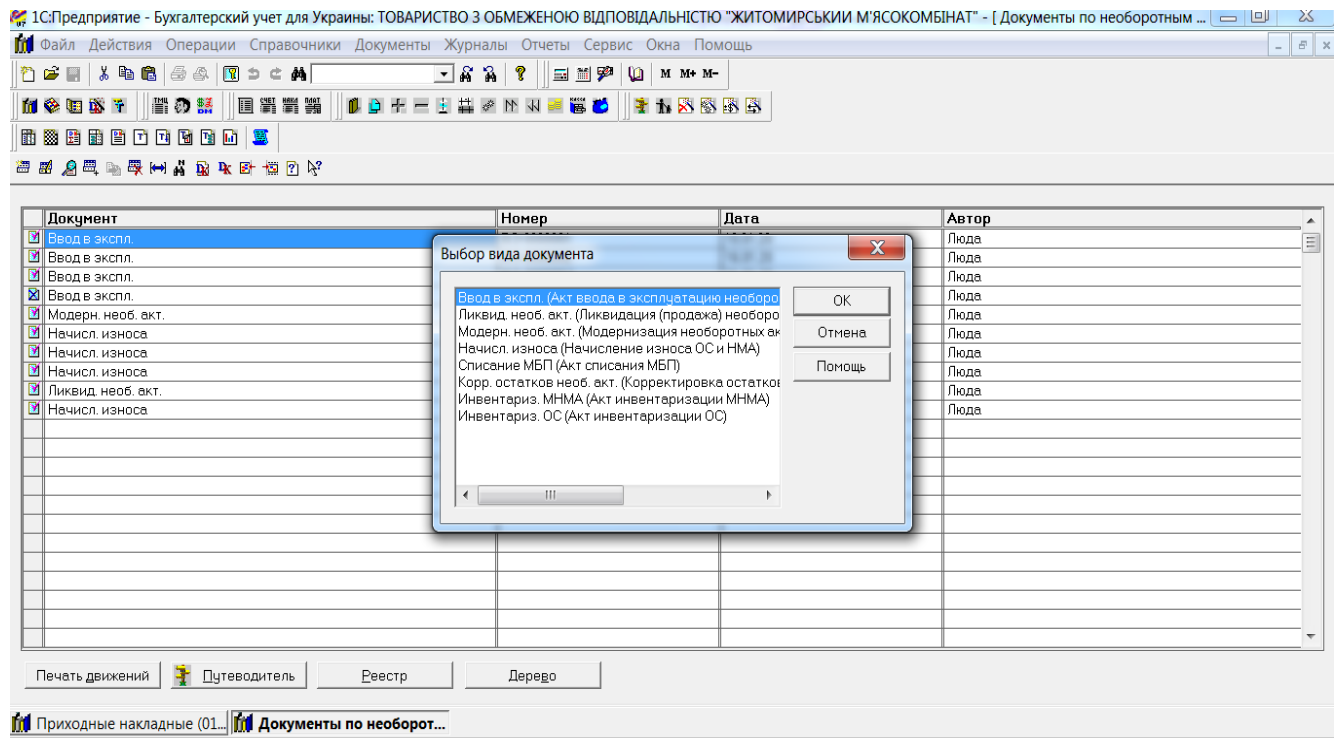 1С:Предприятие - Бухгалтерский учет для Украины: ТОВАРИСТВО З ОБМЕЖЕНОЮ ВІДПОВІДАЛЬНІСТЮ "ЖИТОМИРСЬКИИ М'ЯСОКОМБІНАТ" - [ Документы по необоротным ...
Файл Действия Операции Справочники Документы Журналы Отчеты Сервис Окна Помощь
M M+ M-
Документ Номер Дата Автор
Ввод в экспл. Люда
Ввод в экспл. Люда
Ввод в экспл. Люда
Ввод в экспл. Люда
Модерн. необ. акт. Люда
Начисл. износа Люда
Начисл. износа Люда
Начисл. износа Люда
Ликвид. необ. акт. Люда
Начисл. износа Люда
Выбор вида документа
Ввод в экспл. (Акт ввода в эксплуатацию необоро
Ликвид. необ. акт. (Ликвидация (продажа) необоро
Модерн. необ. акт. (Модернизация необоротных ак
Начисл. износа (Начисление износа ОС и НМА)
Списание МБП (Акт списания МБП)
Корр. остатков необ. акт. (Корректировка остатков
Инвентариз. МНМА (Акт инвентаризации МНМА)
Инвентариз. ОС (Акт инвентаризации ОС)
OK
Отмена
Помощь
Печать движений Путеводитель Реестр Дерево
Приходные накладные (01... Документы по необорот...